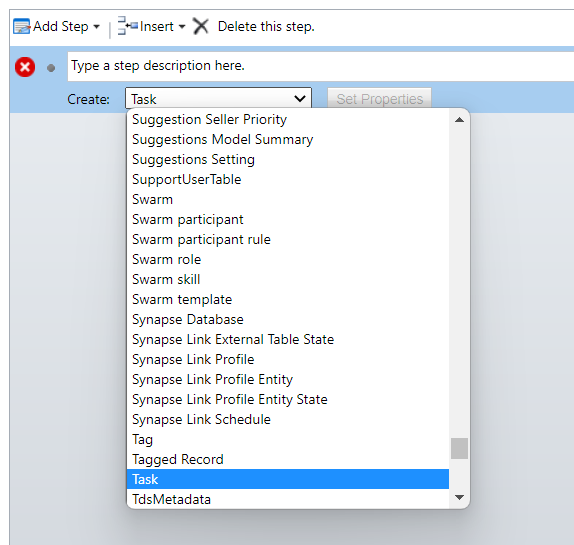 Add Step Insert Delete this step.
Type a step description here.
Create: Task Set Properties
Suggestion Seller Priority
Suggestions Model Summary
Suggestions Setting
SupportUserTable
Swarm
Swarm participant
Swarm participant rule
Swarm role
Swarm skill
Swarm template
Synapse Database
Synapse Link External Table State
Synapse Link Profile
Synapse Link Profile Entity
Synapse Link Profile Entity State
Synapse Link Schedule
Tag
Tagged Record
Task
TdsMetadata